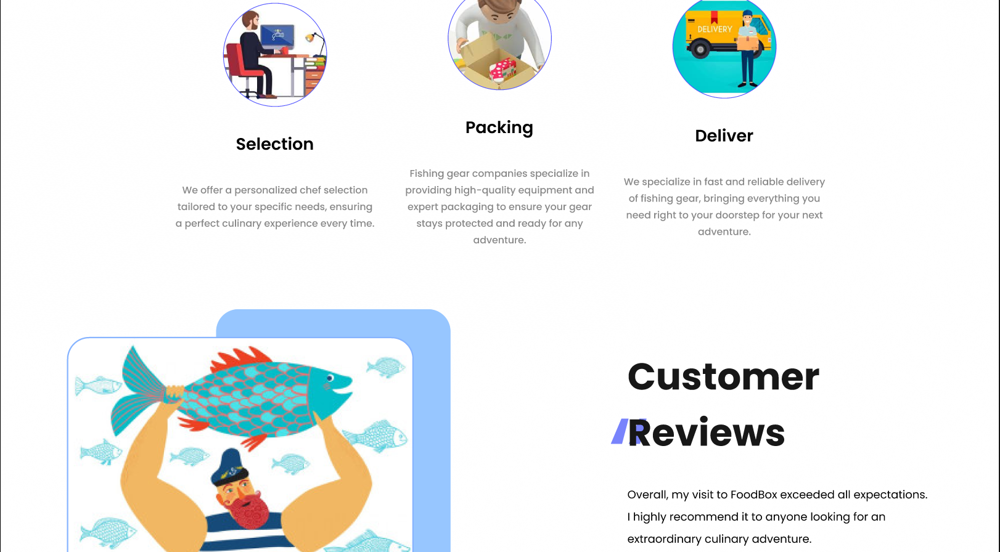 DELIVERY
Selection
We offer a personalized chef selection
tailored to your specific needs, ensuring
a perfect culinary experience every time.
Packing
Fishing gear companies specialize in
providing high-quality equipment and
expert packaging to ensure your gear
stays protected and ready for any
adventure.
Deliver
We specialize in fast and reliable delivery
of fishing gear, bringing everything you
need right to your doorstep for your next
adventure.
Customer
Reviews
Overall, my visit to FoodBox exceeded all expectations.
I highly recommend it to anyone looking for an
extraordinary culinary adventure.